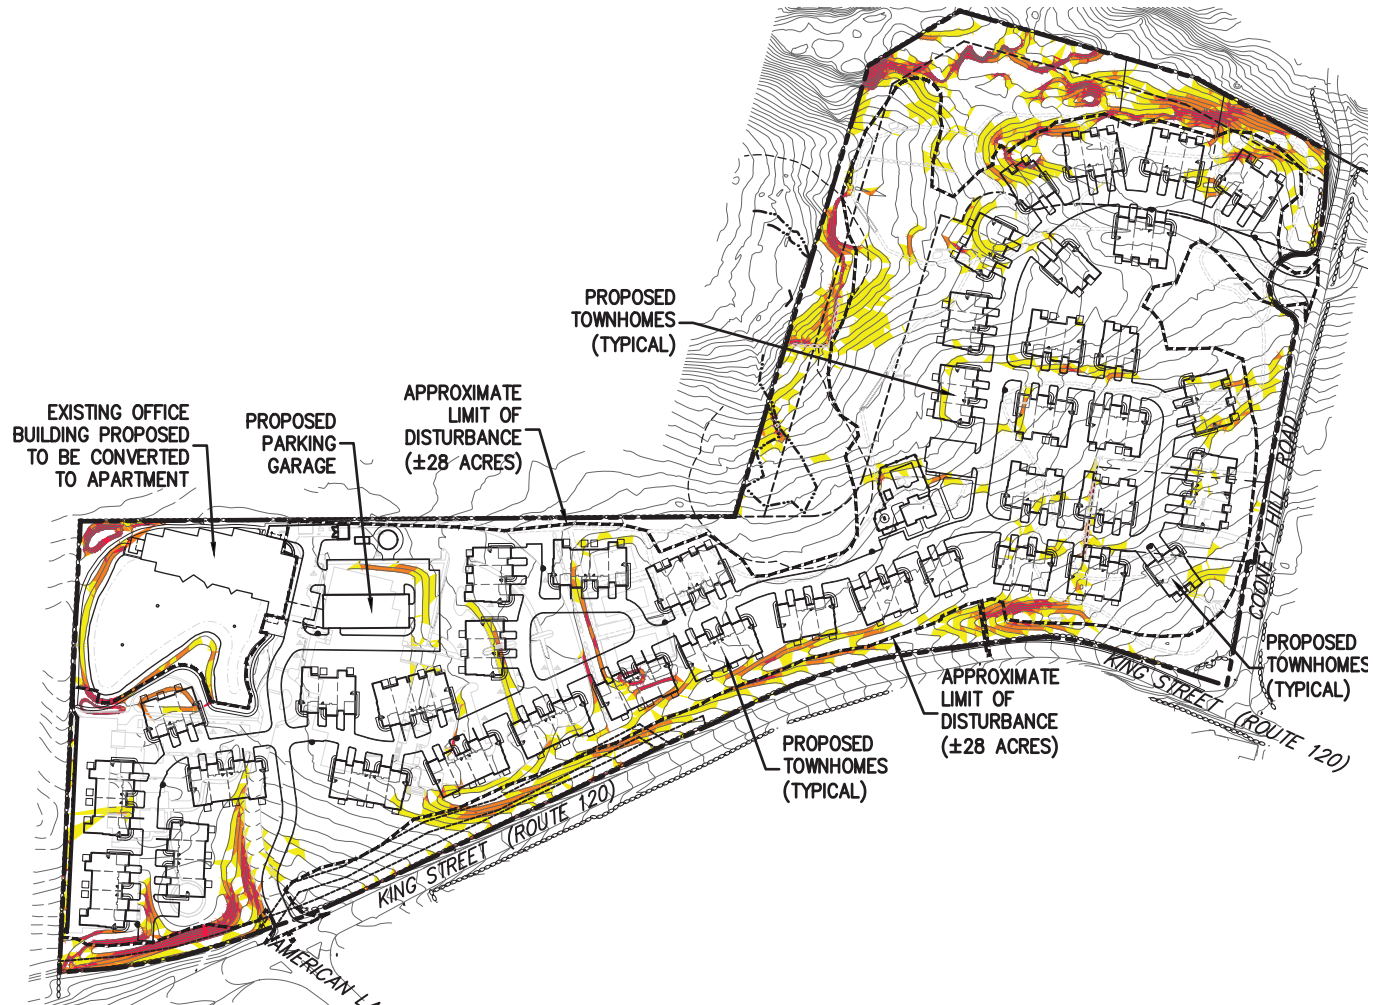 PROPOSED
TOWNHOMES
(TYPICAL)
APPROXIMATE
LIMIT OF
DISTURBANCE
(±28 ACRES)
EXISTING OFFICE
BUILDING PROPOSED
TO BE CONVERTED
TO APARTMENT
PROPOSED
PARKING
GARAGE
COONEY HILL ROAD
PROPOSED
TOWNHOMES
(TYPICAL)
KING STREET (ROUTE 120)
APPROXIMATE
LIMIT OF
DISTURBANCE
(±28 ACRES)
PROPOSED
TOWNHOMES
(TYPICAL)
KING STREET (ROUTE 120)
AMERICAN